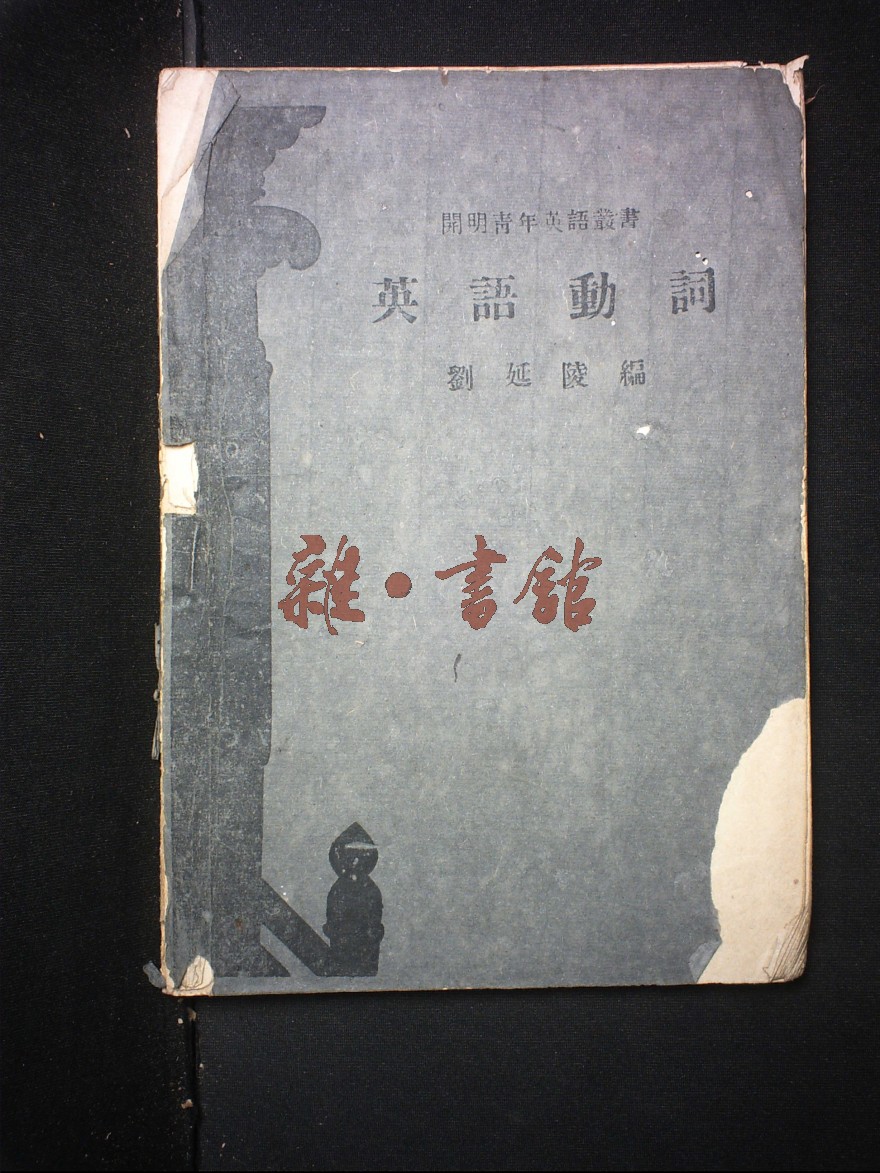 開明青年英語叢書
英語動詞
劉延陵編
雜·書館